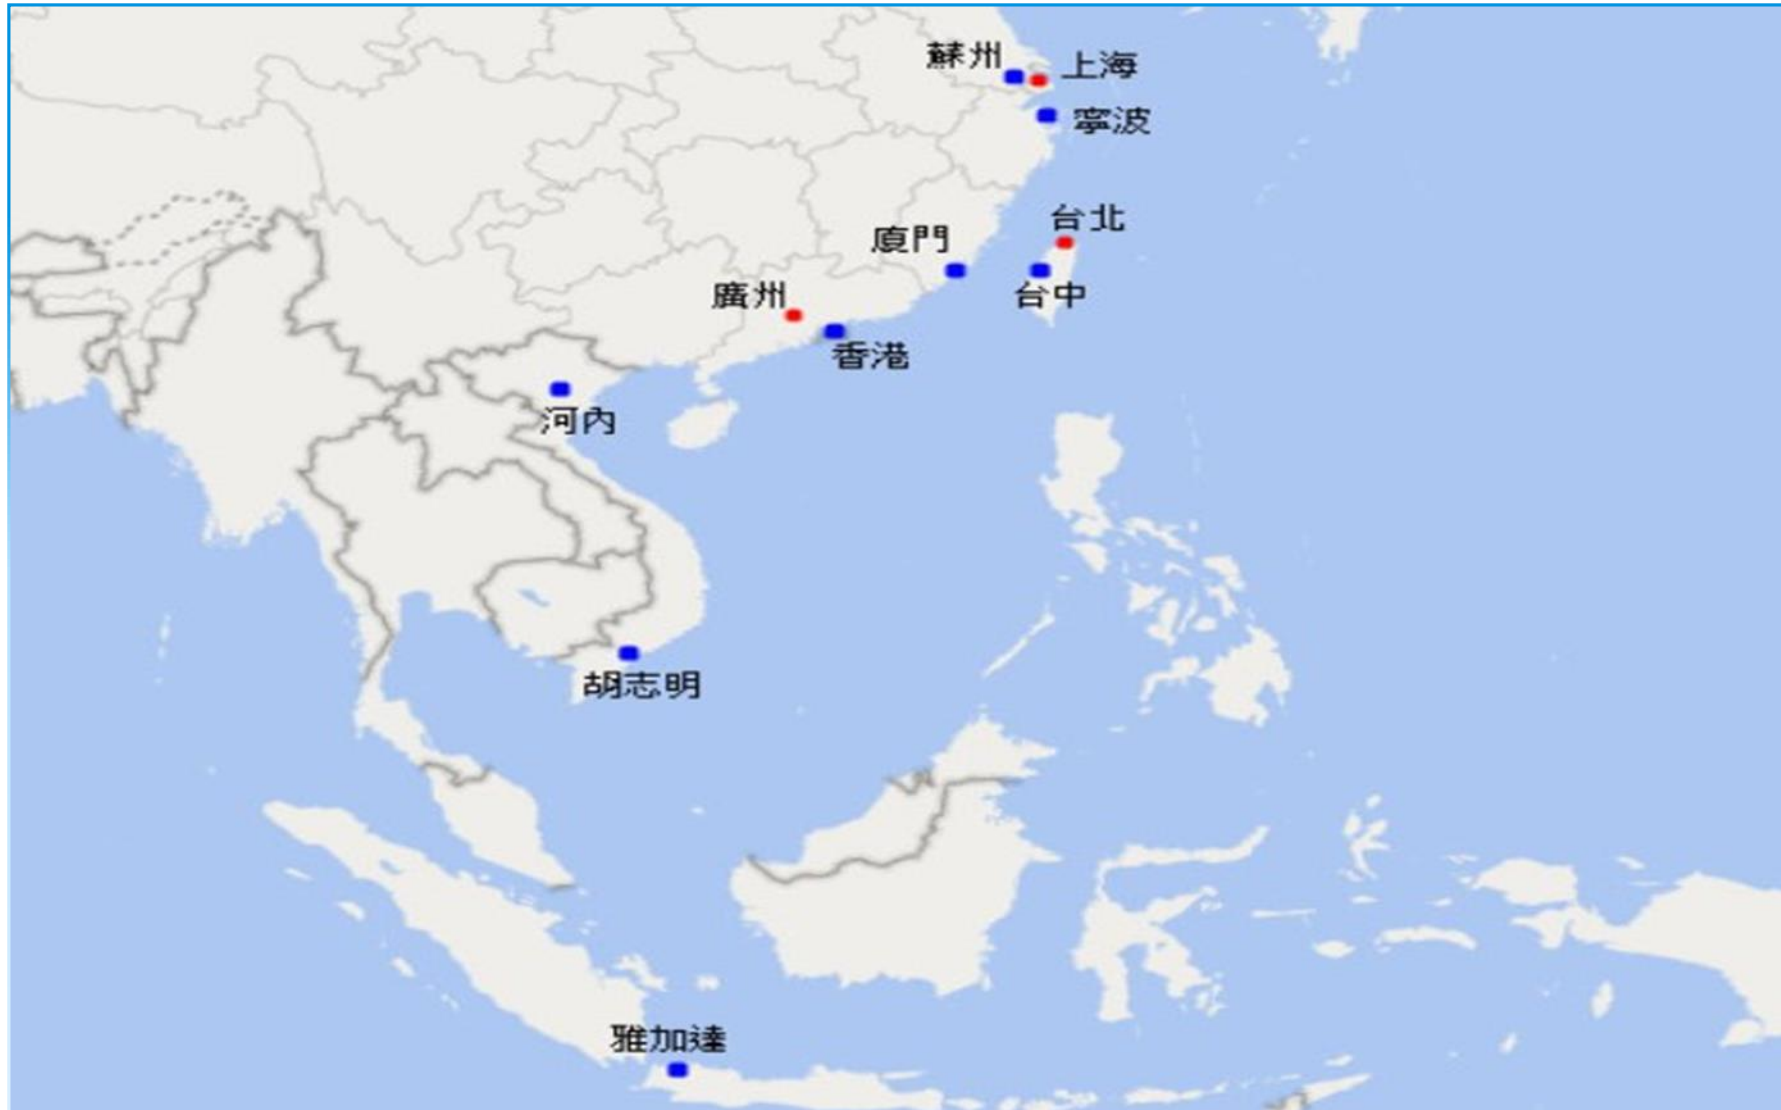 蘇州
上海
寧波
台北
廈門
台中
廣州
香港
河內
胡志明
雅加達